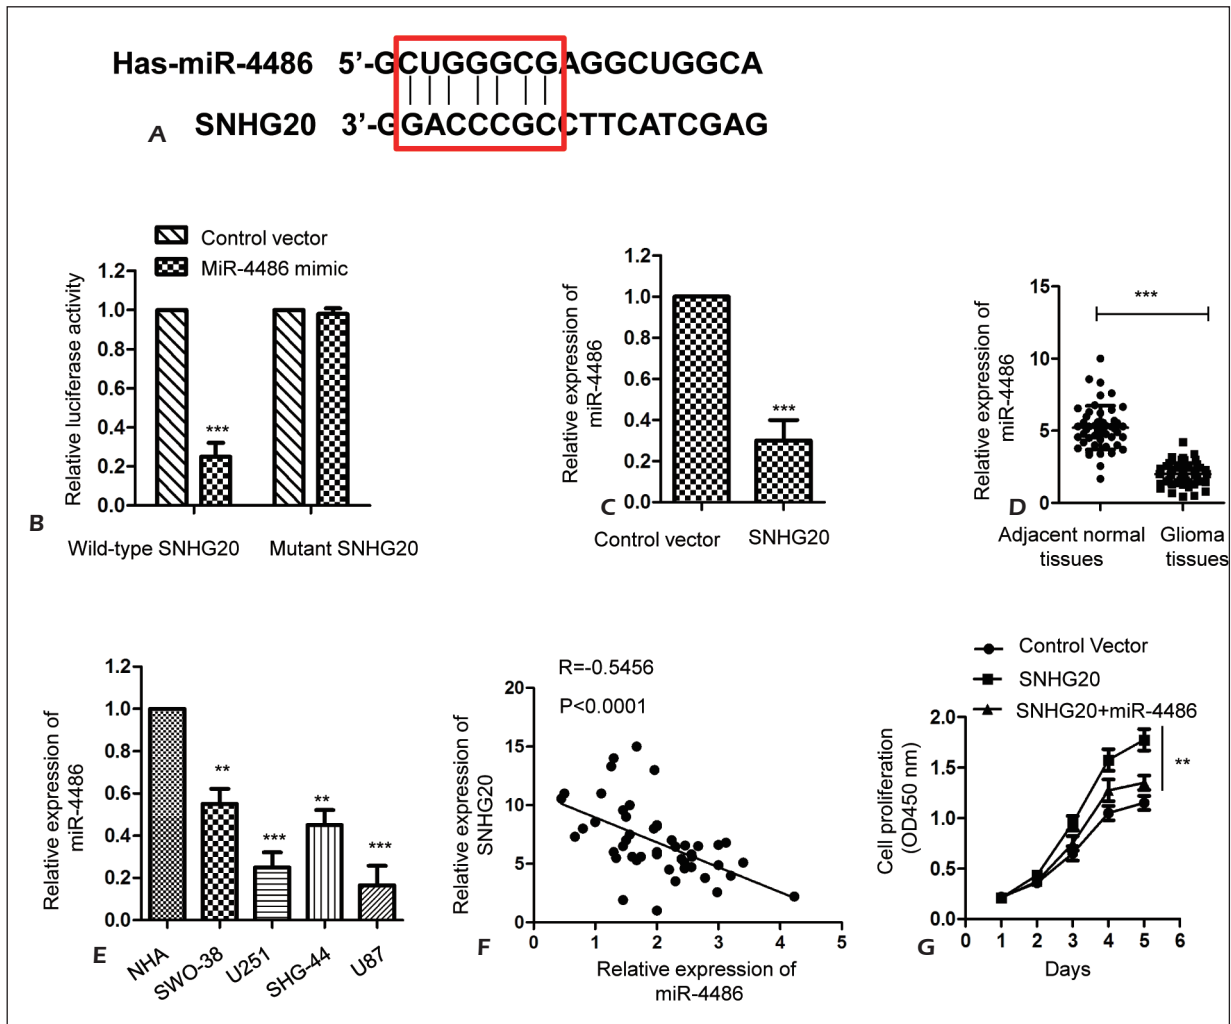 Has-miR-4486 5’-GCUGGGCGAGGCUGGCA
SNHG20 3’-GGACCCGCCTTCATCGAG
A
Control vector
MiR-4486 mimic
Relative luciferase activity
1.2
1.0
0.8
0.6
0.4
0.2
0.0
***
Wild-type SNHG20 Mutant SNHG20
B
Relative expression of
miR-4486
1.2
1.0
0.8
0.6
0.4
0.2
0.0
***
Control vector SNHG20
C
Relative expression of
miR-4486
15
10
5
0
***
Adjacent normal
tissues
Glioma
tissues
D
Relative expression of
miR-4486
1.2
1.0
0.8
0.6
0.4
0.2
0.0
**
***
**
***
NHA
SWO-38
U251
SHG-44
U87
E
R=-0.5456
P<0.0001
Relative expression of
SNHG20
20
15
10
5
0
0 1 2 3 4 5
Relative expression of
miR-4486
F
Control Vector
SNHG20
SNHG20+miR-4486
Cell proliferation
(OD450 nm)
2.0
1.5
1.0
0.5
0.0
**
0 1 2 3 4 5 6
Days
G